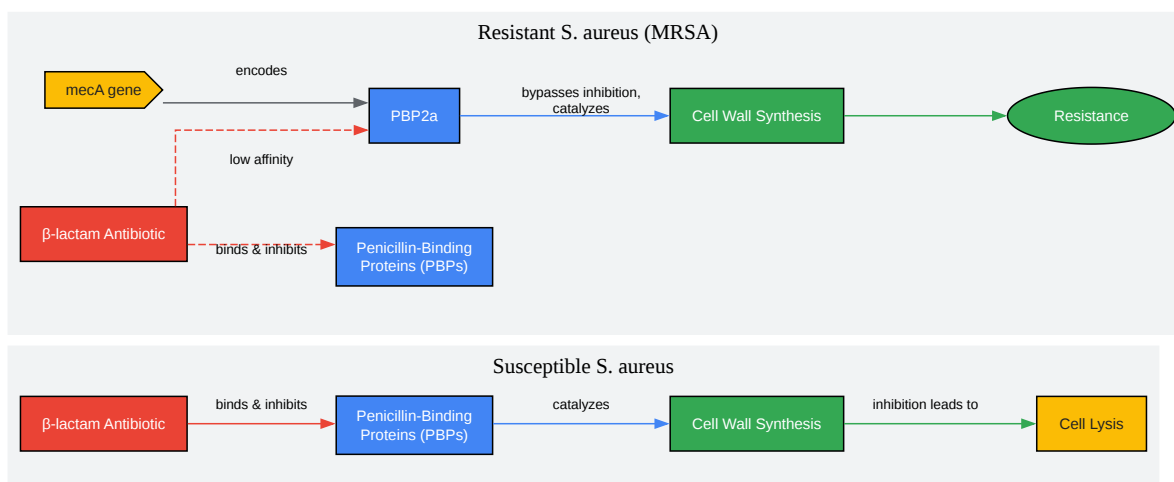 Resistant S. aureus (MRSA)
encodes
mecA gene
PBP2a
bypasses inhibition,
catalyzes
Cell Wall Synthesis
Resistance
low affinity
β-lactam Antibiotic
binds & inhibits
Penicillin-Binding
Proteins (PBPs)
Susceptible S. aureus
β-lactam Antibiotic
binds & inhibits
Penicillin-Binding
Proteins (PBPs)
catalyzes
Cell Wall Synthesis
inhibition leads to
Cell Lysis